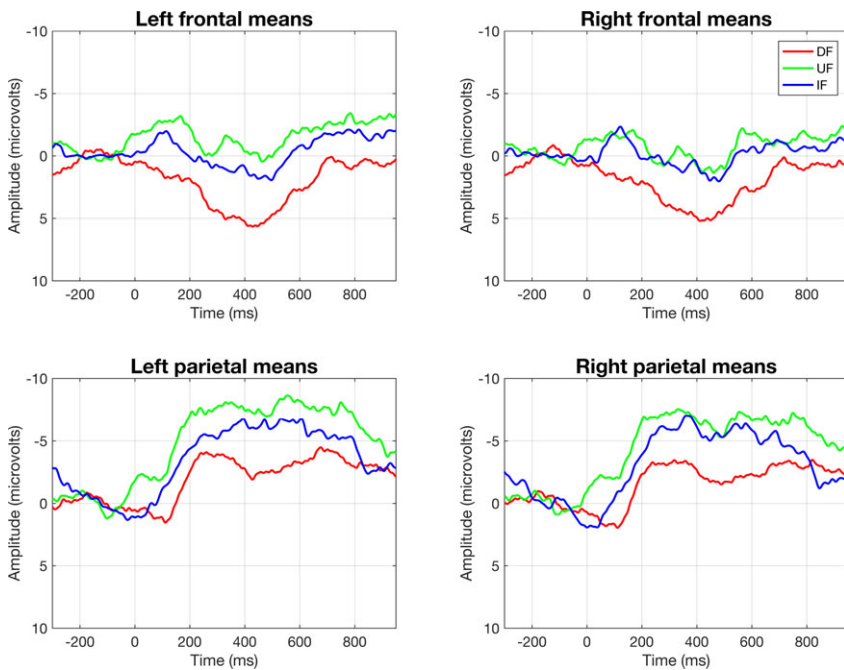 Left frontal means
-10
-5
0
5
10
Amplitude (microvolts)
-200 0 200 400 600 800
Time (ms)
Right frontal means
-10
-5
0
5
10
Amplitude (microvolts)
-200 0 200 400 600 800
Time (ms)
DF
UF
IF
Left parietal means
-10
-5
0
5
10
Amplitude (microvolts)
-200 0 200 400 600 800
Time (ms)
Right parietal means
-10
-5
0
5
10
Amplitude (microvolts)
-200 0 200 400 600 800
Time (ms)